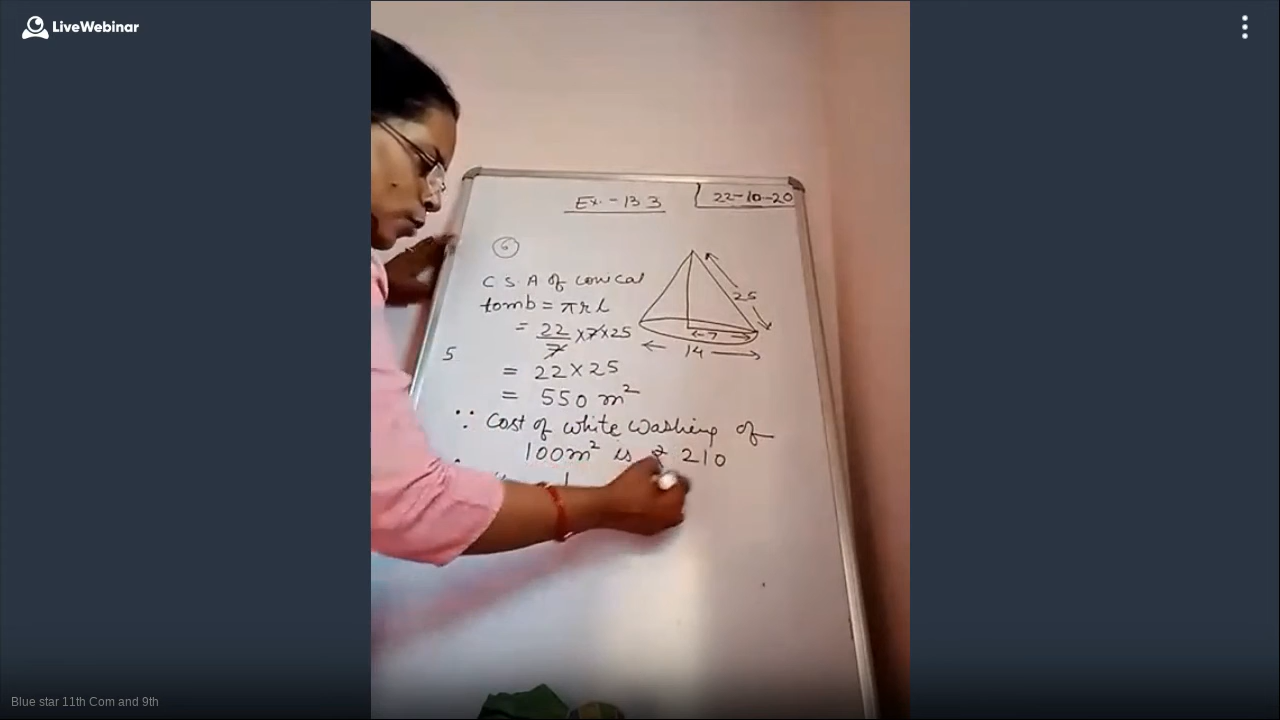 LiveWebinar
Ex. - 13 3
22-10-20
6
C S. A of conical
tomb = πrl
= 22/7 x 7 x 25
5
= 22 x 25
= 550 m²
25
7
14
∵ Cost of white washing of
100m² is ₹ 210
1
Blue star 11th Com and 9th